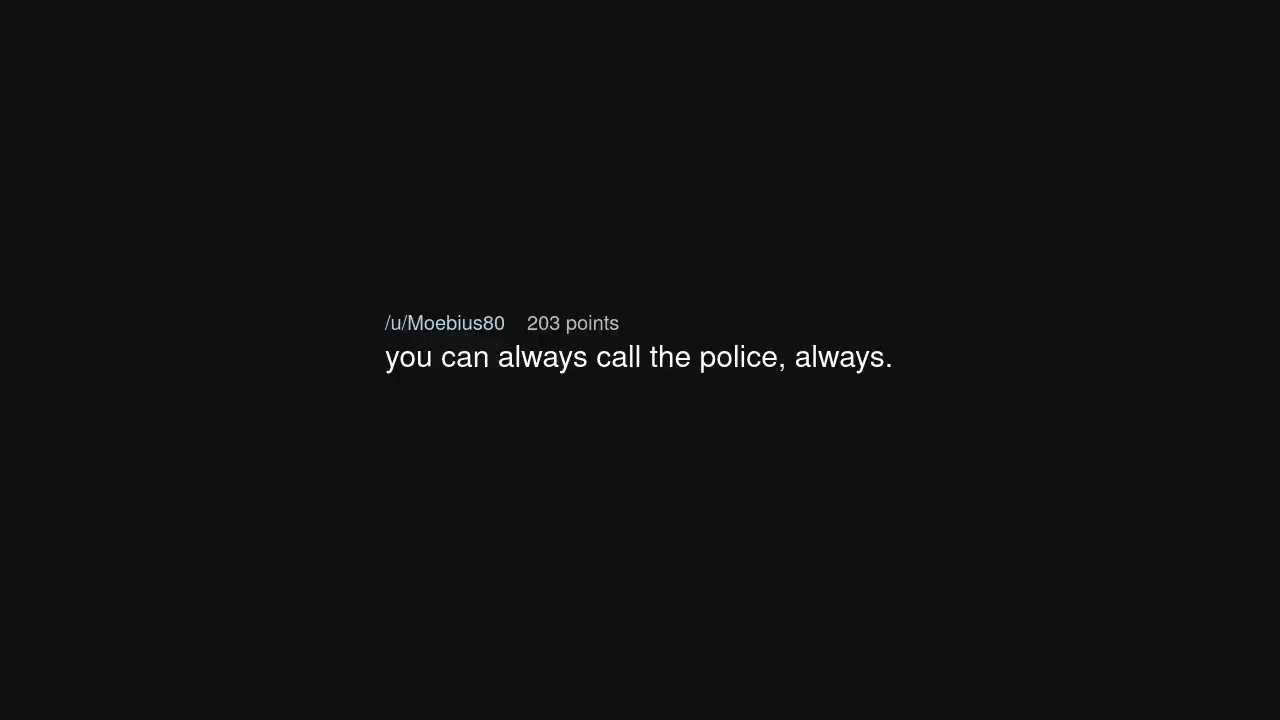 /u/Moebius80 203 points
you can always call the police, always.